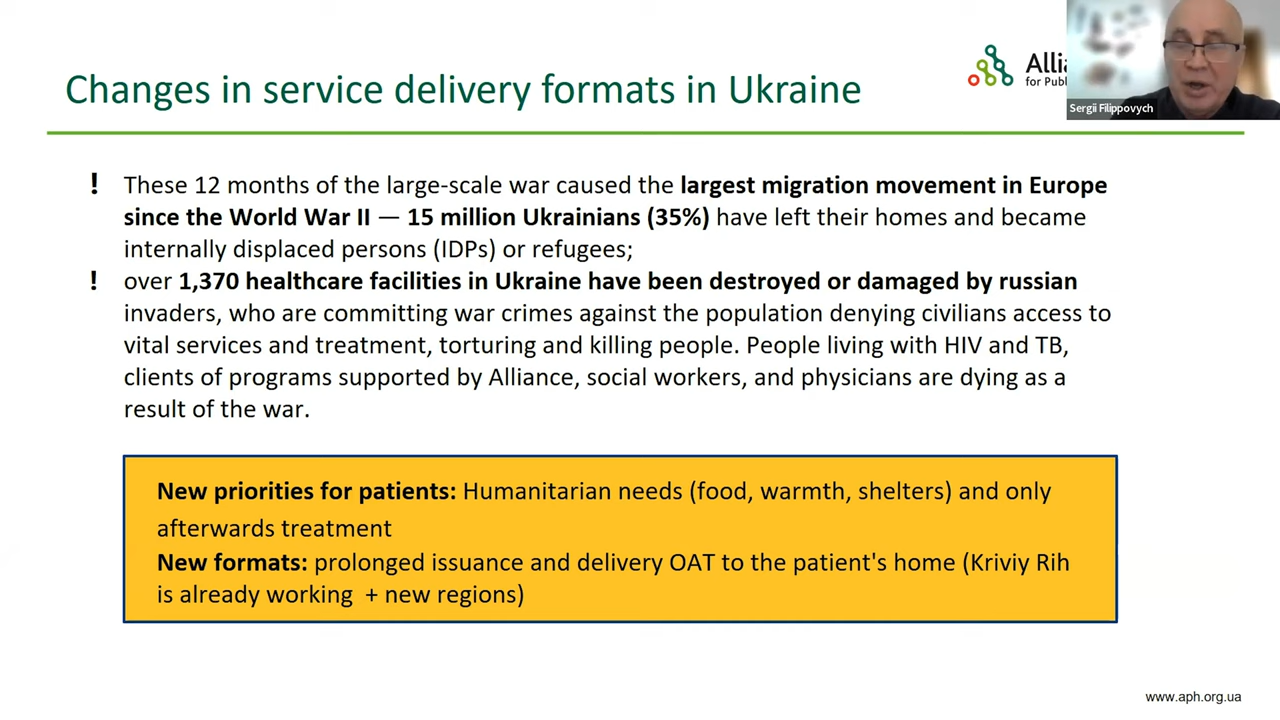 Changes in service delivery formats in Ukraine
Alli
for Publ
Sergii Filippovych
! These 12 months of the large-scale war caused the largest migration movement in Europe
since the World War II — 15 million Ukrainians (35%) have left their homes and became
internally displaced persons (IDPs) or refugees;
! over 1,370 healthcare facilities in Ukraine have been destroyed or damaged by russian
invaders, who are committing war crimes against the population denying civilians access to
vital services and treatment, torturing and killing people. People living with HIV and TB,
clients of programs supported by Alliance, social workers, and physicians are dying as a
result of the war.
New priorities for patients: Humanitarian needs (food, warmth, shelters) and only
afterwards treatment
New formats: prolonged issuance and delivery OAT to the patient's home (Kriviy Rih
is already working + new regions)
www.aph.org.ua